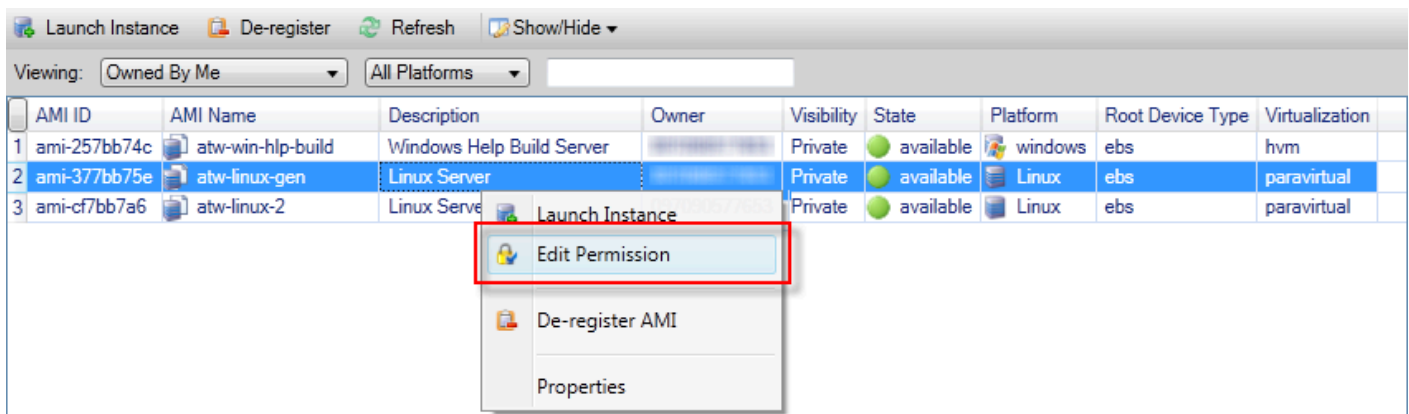 Launch Instance De-register Refresh Show/Hide
Viewing: Owned By Me All Platforms
AMI ID AMI Name Description Owner Visibility State Platform Root Device Type Virtualization
1 ami-257bb74c atw-win-hlp-build Windows Help Build Server Private available windows ebs hvm
2 ami-377bb75e atw-linux-gen Linux Server Private available Linux ebs paravirtual
3 ami-cf7bb7a6 atw-linux-2 Linux Serve Private available Linux ebs paravirtual
Launch Instance
Edit Permission
De-register AMI
Properties